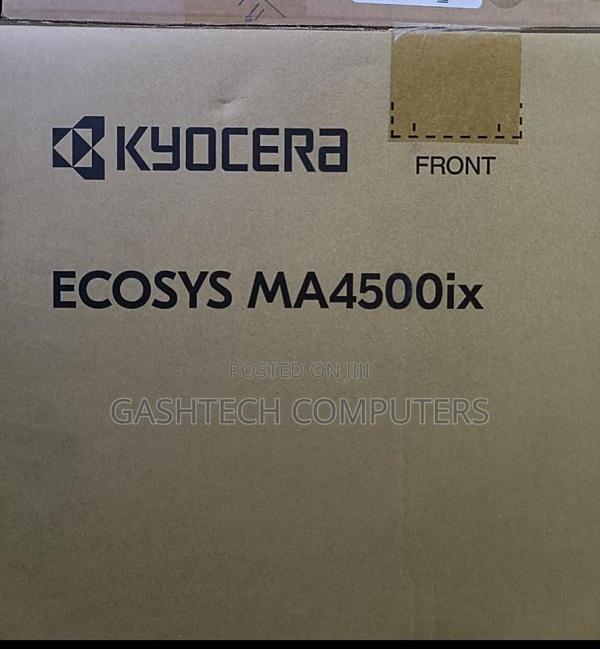 KYOCERA
FRONT
ECOSYS MA4500ix
POSTED ON JIJI
GASHTECH COMPUTERS